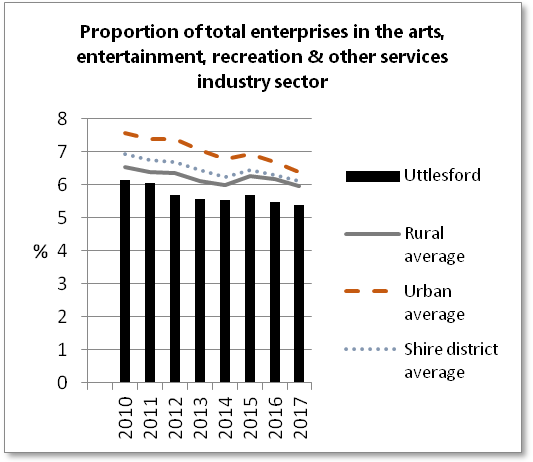 Proportion of total enterprises in the arts,
entertainment, recreation & other services
industry sector
8
7
6
5
% 4
3
2
1
0
2010
2011
2012
2013
2014
2015
2016
2017
Uttlesford
Rural
average
Urban
average
Shire district
average